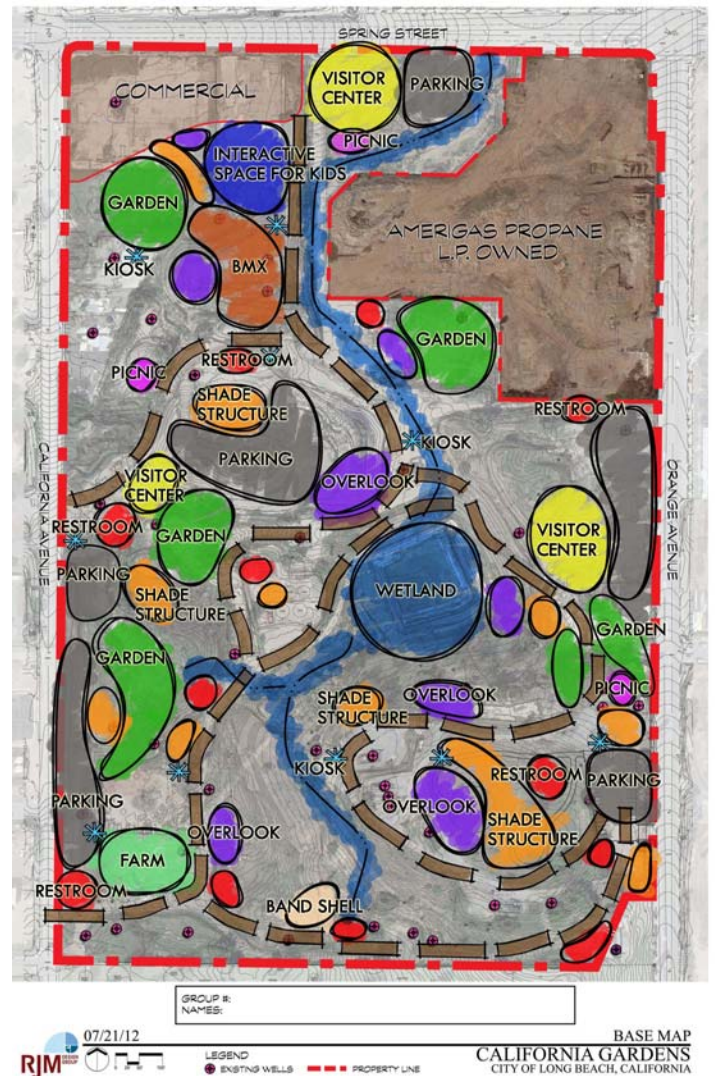 SPRING STREET
COMMERCIAL
VISITOR
CENTER
PARKING
PICNIC
INTERACTIVE
SPACE FOR KIDS
GARDEN
AMERIGAS PROPANE
L.P. OWNED
KIOSK
BMX
GARDEN
RESTROOM
PICNIC
SHADE
STRUCTURE
RESTROOM
KIOSK
PARKING
CALIFORNIA AVENUE
ORANGE AVENUE
VISITOR
CENTER
OVERLOOK
RESTROOM
GARDEN
VISITOR
CENTER
PARKING
SHADE
STRUCTURE
WETLAND
GARDEN
GARDEN
PICNIC
SHADE
STRUCTURE
OVERLOOK
KIOSK
RESTROOM
PARKING
PARKING
OVERLOOK
OVERLOOK
SHADE
STRUCTURE
FARM
RESTROOM
BAND SHELL
GROUP #:
NAMES:
07/21/12
BASE MAP
RJM DESIGN
GROUP
LEGEND
EXISTING WELLS
PROPERTY LINE
CALIFORNIA GARDENS
CITY OF LONG BEACH, CALIFORNIA